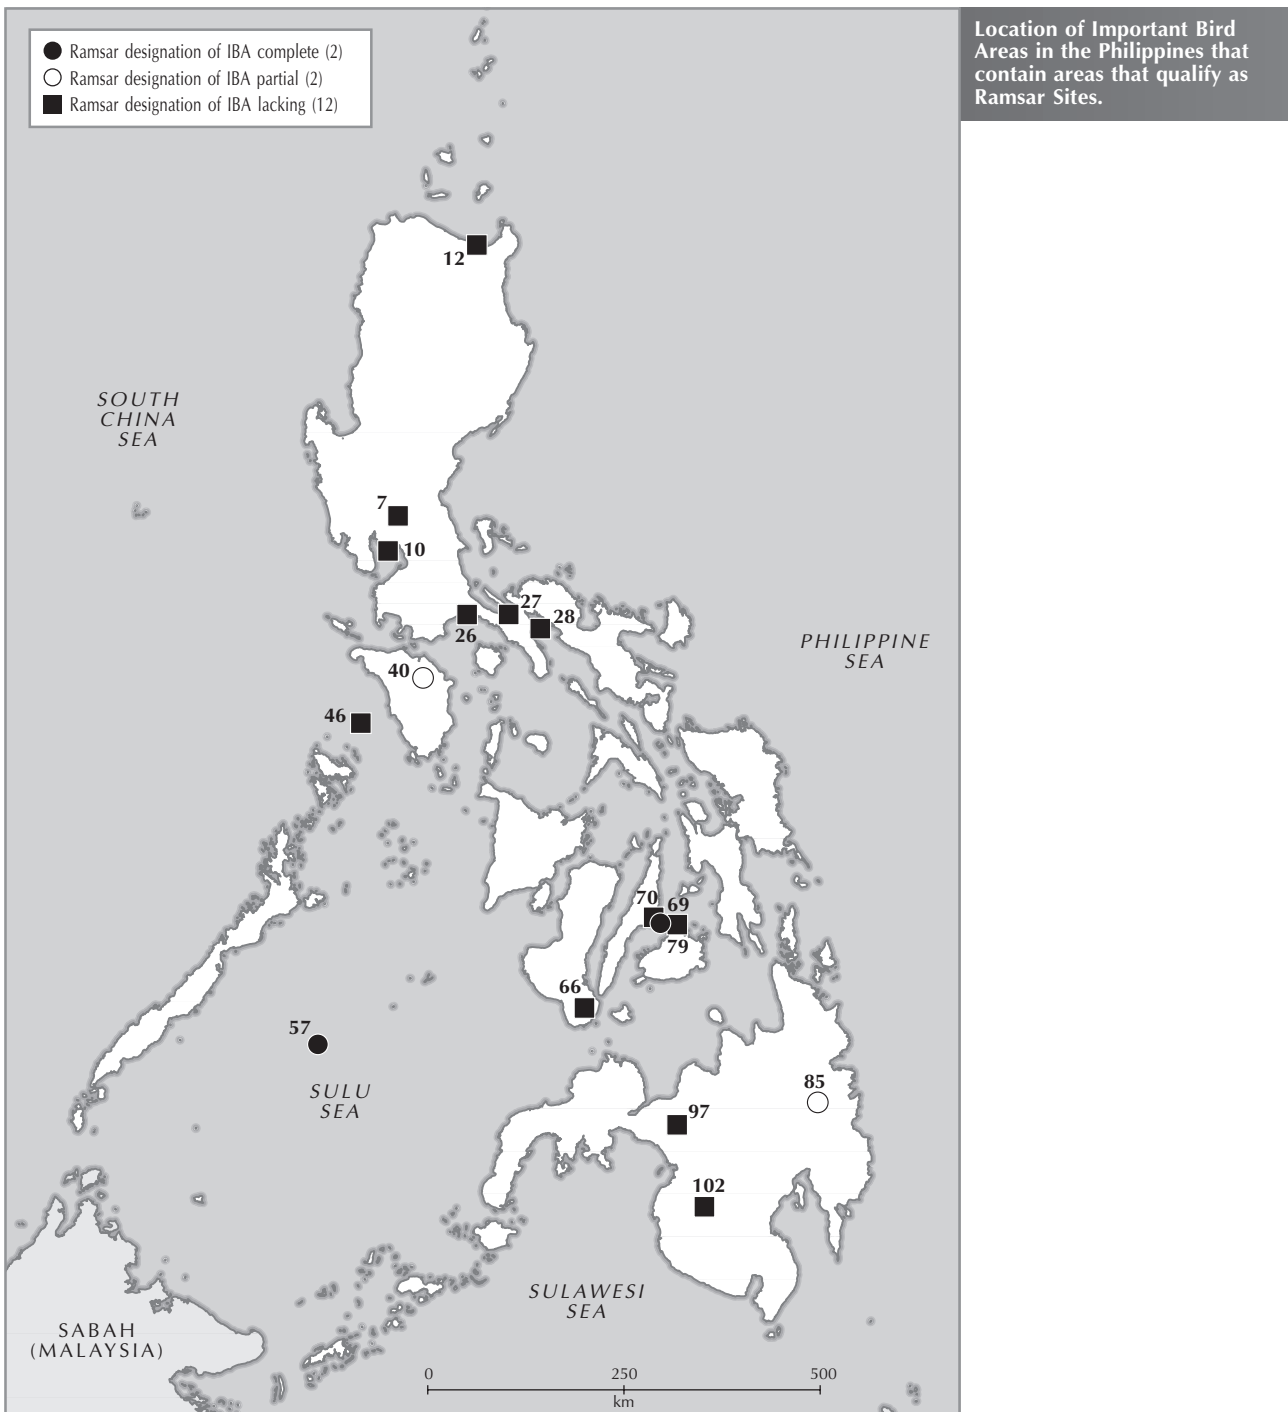 Ramsar designation of IBA complete (2)
Ramsar designation of IBA partial (2)
Ramsar designation of IBA lacking (12)
Location of Important Bird
Areas in the Philippines that
contain areas that qualify as
Ramsar Sites.
12
SOUTH
CHINA
SEA
7
10
27
28
26
PHILIPPINE
SEA
40
46
70
69
79
66
57
SULU
SEA
85
97
102
SULAWESI
SEA
SABAH
(MALAYSIA)
0
250
500
km